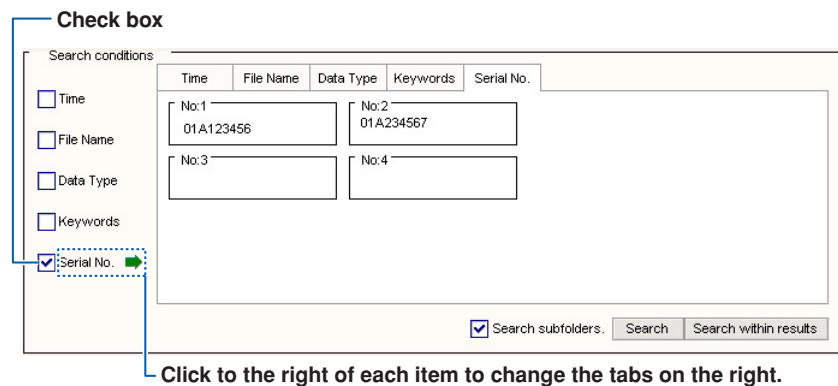 Check box
Search conditions
Time
File Name
Data Type
Keywords
Serial No.
Time
File Name
Data Type
Keywords
Serial No.
No:1
01A123456
No:2
01A234567
No:3
No:4
Search subfolders.
Search
Search within results
Click to the right of each item to change the tabs on the right.